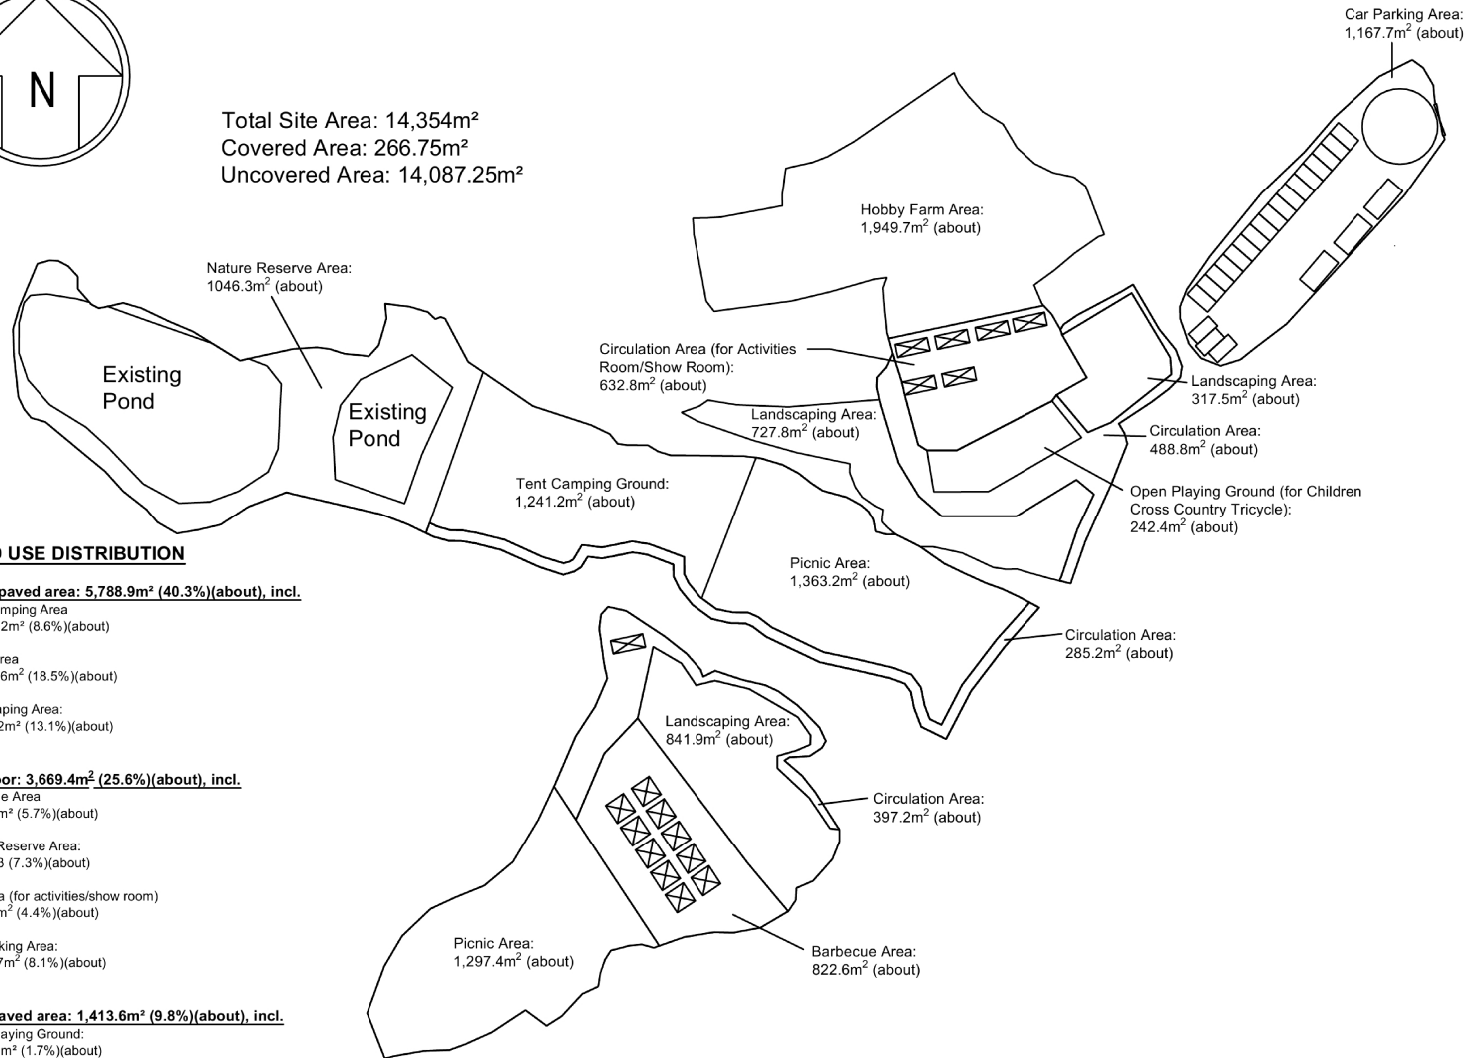 N
Car Parking Area:
1,167.7m² (about)
Total Site Area: 14,354m²
Covered Area: 266.75m²
Uncovered Area: 14,087.25m²
Hobby Farm Area:
1,949.7m² (about)
Nature Reserve Area:
1046.3m² (about)
Existing
Pond
Existing
Pond
Circulation Area (for Activities
Room/Show Room):
632.8m² (about)
Landscaping Area:
727.8m² (about)
Landscaping Area:
317.5m² (about)
Circulation Area:
488.8m² (about)
Open Playing Ground (for Children
Cross Country Tricycle):
242.4m² (about)
Tent Camping Ground:
1,241.2m² (about)
Picnic Area:
1,363.2m² (about)
Circulation Area:
285.2m² (about)
Landscaping Area:
841.9m² (about)
Circulation Area:
397.2m² (about)
Picnic Area:
1,297.4m² (about)
Barbecue Area:
822.6m² (about)
USE DISTRIBUTION
paved area: 5,788.9m² (40.3%)(about), incl.
mping Area
2m² (8.6%)(about)
rea
6m² (18.5%)(about)
aping Area:
2m² (13.1%)(about)
oor: 3,669.4m² (25.6%)(about), incl.
e Area
m² (5.7%)(about)
Reserve Area:
3 (7.3%)(about)
a (for activities/show room)
m² (4.4%)(about)
king Area:
7m² (8.1%)(about)
aved area: 1,413.6m² (9.8%)(about), incl.
aying Ground:
m² (1.7%)(about)